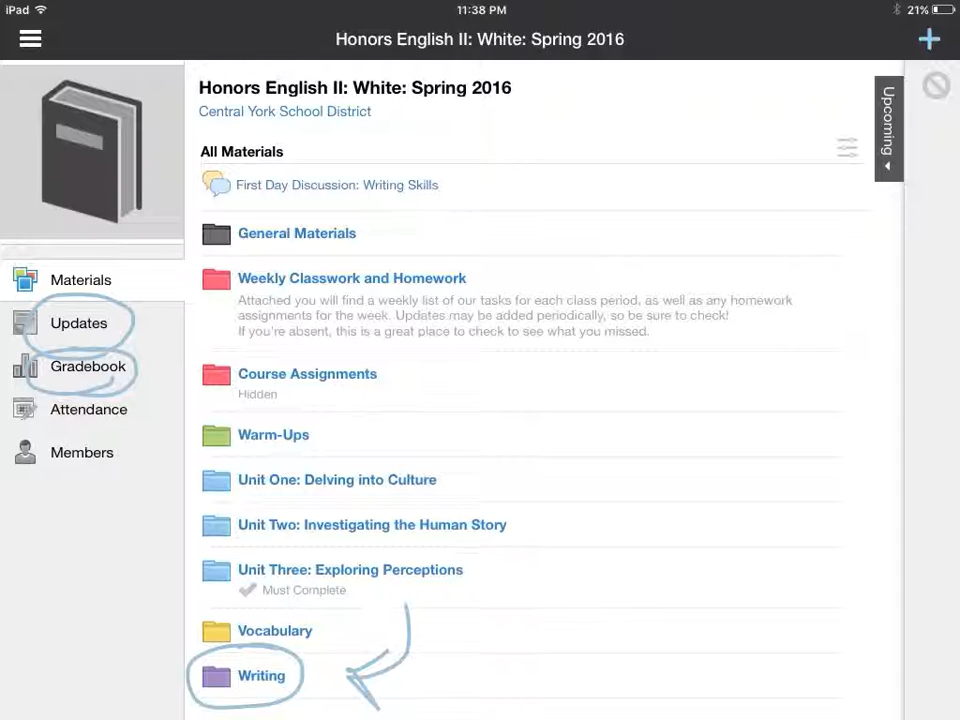 iPad
11:38 PM
21%
Honors English II: White: Spring 2016
Honors English II: White: Spring 2016
Central York School District
Upcoming
All Materials
First Day Discussion: Writing Skills
General Materials
Weekly Classwork and Homework
Attached you will find a weekly list of our tasks for each class period, as well as any homework
assignments for the week. Updates may be added periodically, so be sure to check!
If you're absent, this is a great place to check to see what you missed.
Course Assignments
Hidden
Warm-Ups
Unit One: Delving into Culture
Unit Two: Investigating the Human Story
Unit Three: Exploring Perceptions
Must Complete
Vocabulary
Writing
Materials
Updates
Gradebook
Attendance
Members